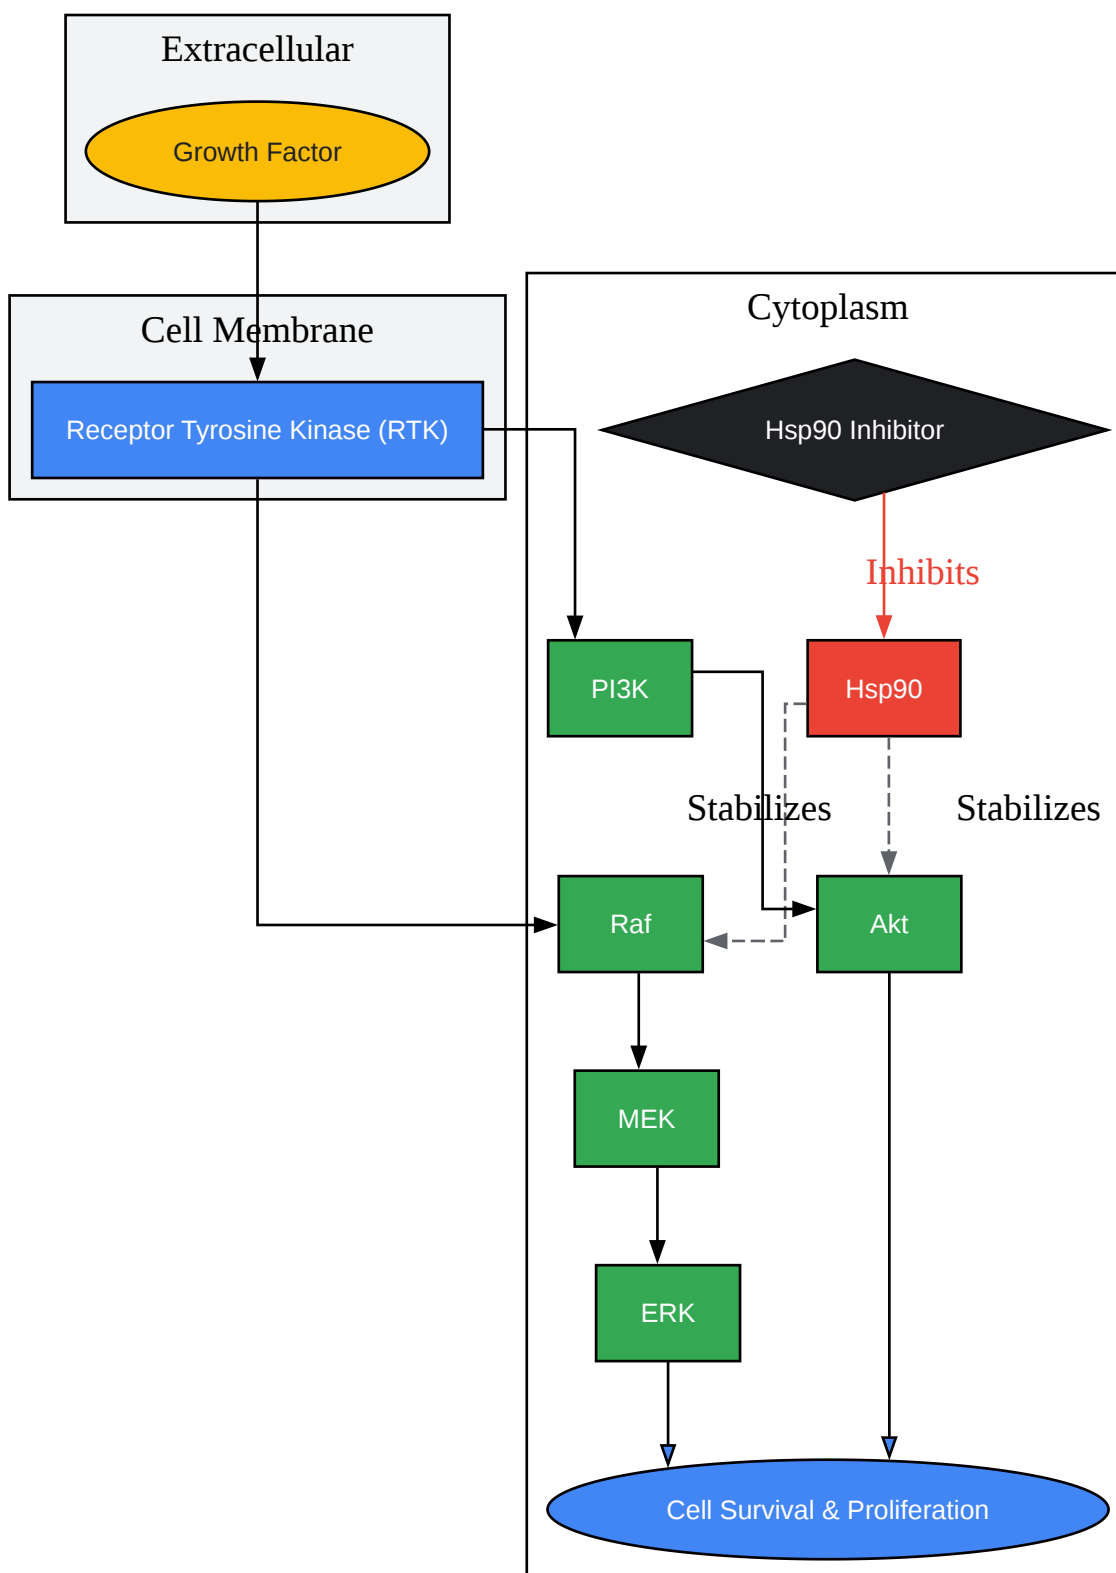 Extracellular
Growth Factor
Cell Membrane
Cytoplasm
Receptor Tyrosine Kinase (RTK)
Hsp90 Inhibitor
Inhibits
PI3K
Hsp90
Stabilizes
Stabilizes
Raf
Akt
MEK
ERK
Cell Survival & Proliferation